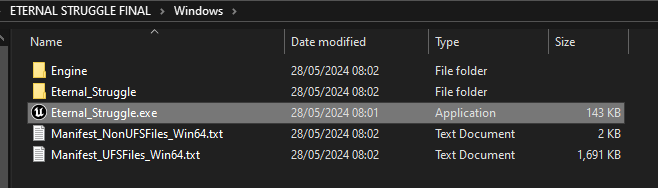 ETERNAL STRUGGLE FINAL > Windows >
Name Date modified Type Size
Engine 28/05/2024 08:02 File folder
Eternal_Struggle 28/05/2024 08:02 File folder
Eternal_Struggle.exe 28/05/2024 08:01 Application 143 KB
Manifest_NonUFSFiles_Win64.txt 28/05/2024 08:02 Text Document 2 KB
Manifest_UFSFiles_Win64.txt 28/05/2024 08:02 Text Document 1,691 KB